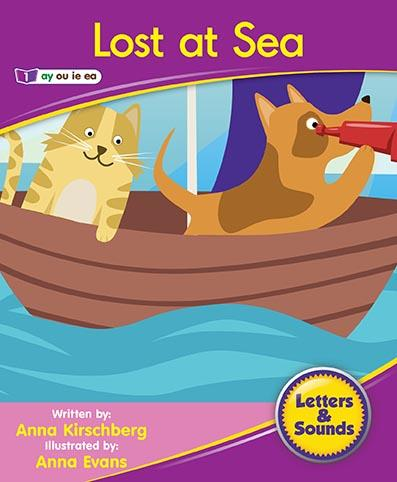 Lost at Sea
1 ay ou ie ea
Written by:
Anna Kirschberg
Illustrated by:
Anna Evans
Letters
&
Sounds